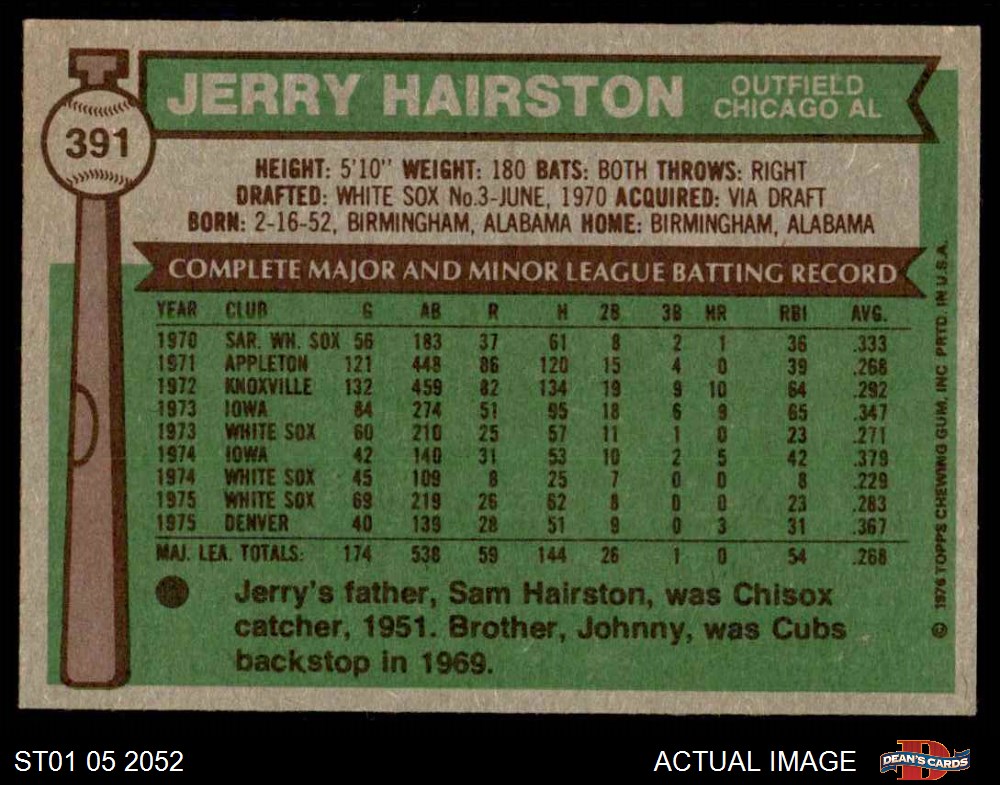 JERRY HAIRSTON
OUTFIELD
CHICAGO AL
391
HEIGHT: 5'10" WEIGHT: 180 BATS: BOTH THROWS: RIGHT
DRAFTED: WHITE SOX No.3-JUNE, 1970 ACQUIRED: VIA DRAFT
BORN: 2-16-52, BIRMINGHAM, ALABAMA HOME: BIRMINGHAM, ALABAMA
COMPLETE MAJOR AND MINOR LEAGUE BATTING RECORD
YEAR CLUB G AB R H 2B 3B HR RBI AVG.
1970 SAR. WH. SOX 56 183 37 61 8 2 1 36 .333
1971 APPLETON 121 448 86 120 15 4 0 39 .268
1972 KNOXVILLE 132 459 82 134 19 9 10 64 .292
1973 IOWA 84 274 51 95 18 6 9 65 .347
1973 WHITE SOX 60 210 25 57 11 1 0 23 .271
1974 IOWA 42 140 31 53 10 2 5 42 .379
1974 WHITE SOX 45 109 8 25 7 0 0 8 .229
1975 WHITE SOX 69 219 26 62 8 0 0 23 .283
1975 DENVER 40 139 28 51 9 0 3 31 .367
MAJ. LEA. TOTALS: 174 538 59 144 26 1 0 54 .268
Jerry's father, Sam Hairston, was Chisox
catcher, 1951. Brother, Johnny, was Cubs
backstop in 1969.
© 1976 TOPPS CHEWING GUM, INC PRTD. IN U.S.A.
ST01 05 2052
ACTUAL IMAGE
D
DEAN'S CARDS